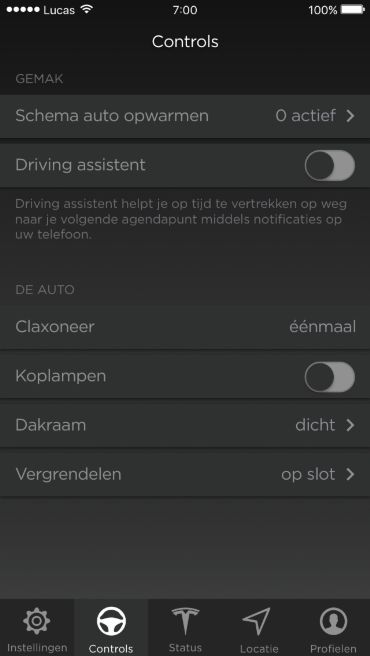 Lucas 7:00 100%
Controls
GEMAK
Schema auto opwarmen 0 actief
Driving assistent
Driving assistent helpt je op tijd te vertrekken op weg
naar je volgende agendapunt middels notificaties op
uw telefoon.
DE AUTO
Claxoneer éénmaal
Koplampen
Dakraam dicht
Vergrendelen op slot
Instellingen Controls Status Locatie Profielen